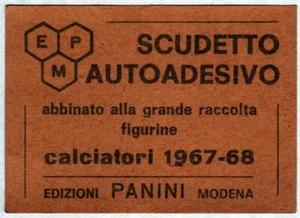 E P
M
SCUDETTO
AUTOADESIVO
abbinato alla grande raccolta
figurine
calciatori 1967-68
EDIZIONI PANINI MODENA